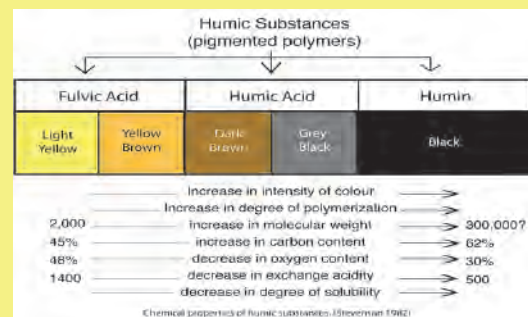 Humic Substances
(pigmented polymers)
Fulvic Acid Humic Acid Humin
Light Yellow Yellow Brown Dark Brown Grey Black Black
Increase in intensity of colour
Increase in degree of polymerization
2,000 increase in molecular weight 300,000?
45% increase in carbon content 62%
48% decrease in oxygen content 30%
1400 decrease in exchange acidity 500
decrease in degree of solubility
Chemical properties of humic substances (Stevenson 1982)